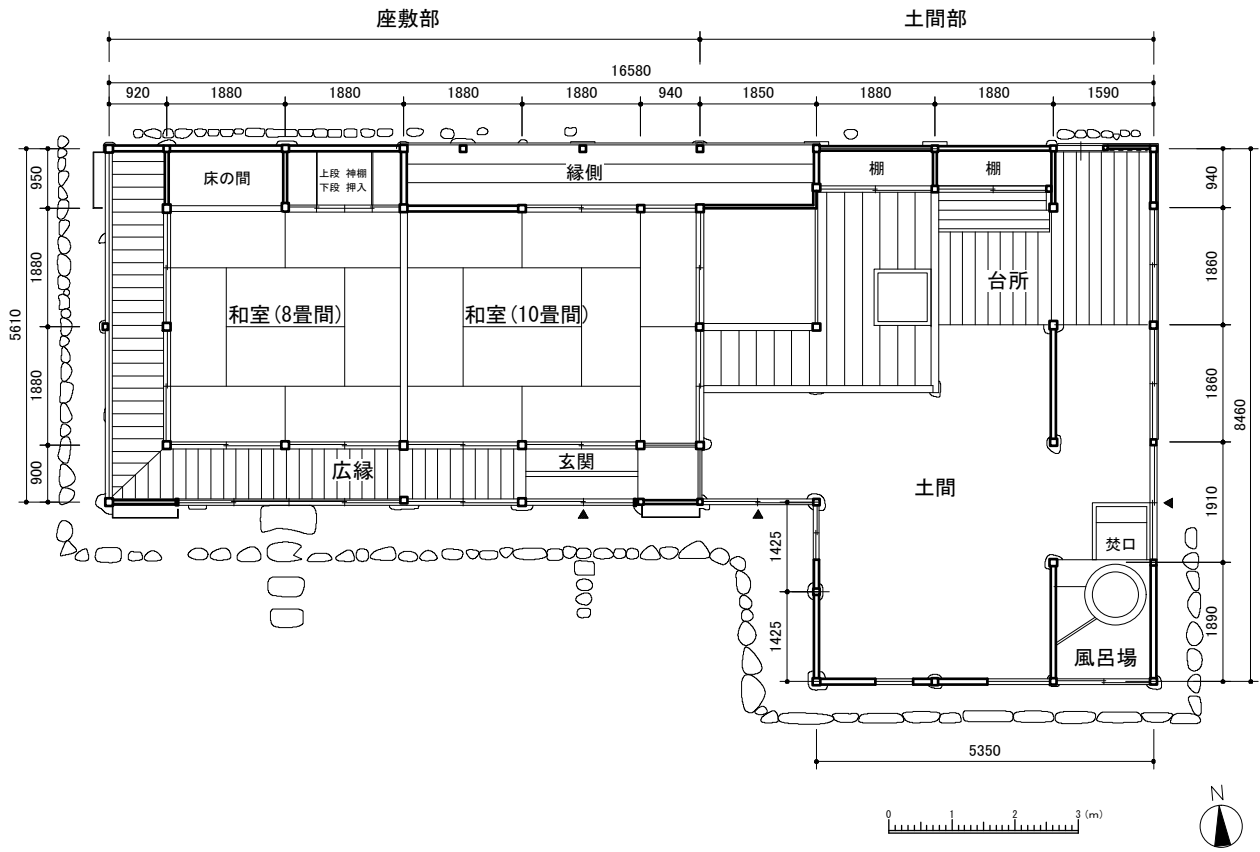 座敷部
土間部
16580
920
1880
1880
1880
1880
940
1850
1880
1880
1590
950
床の間
上段 神棚
下段 押入
縁側
棚
棚
940
1880
1860
台所
和室(8畳間)
和室(10畳間)
5610
1880
1860
8460
900
広縁
玄関
土間
1910
1425
焚口
1425
1890
風呂場
5350
0
1
2
3 (m)
N